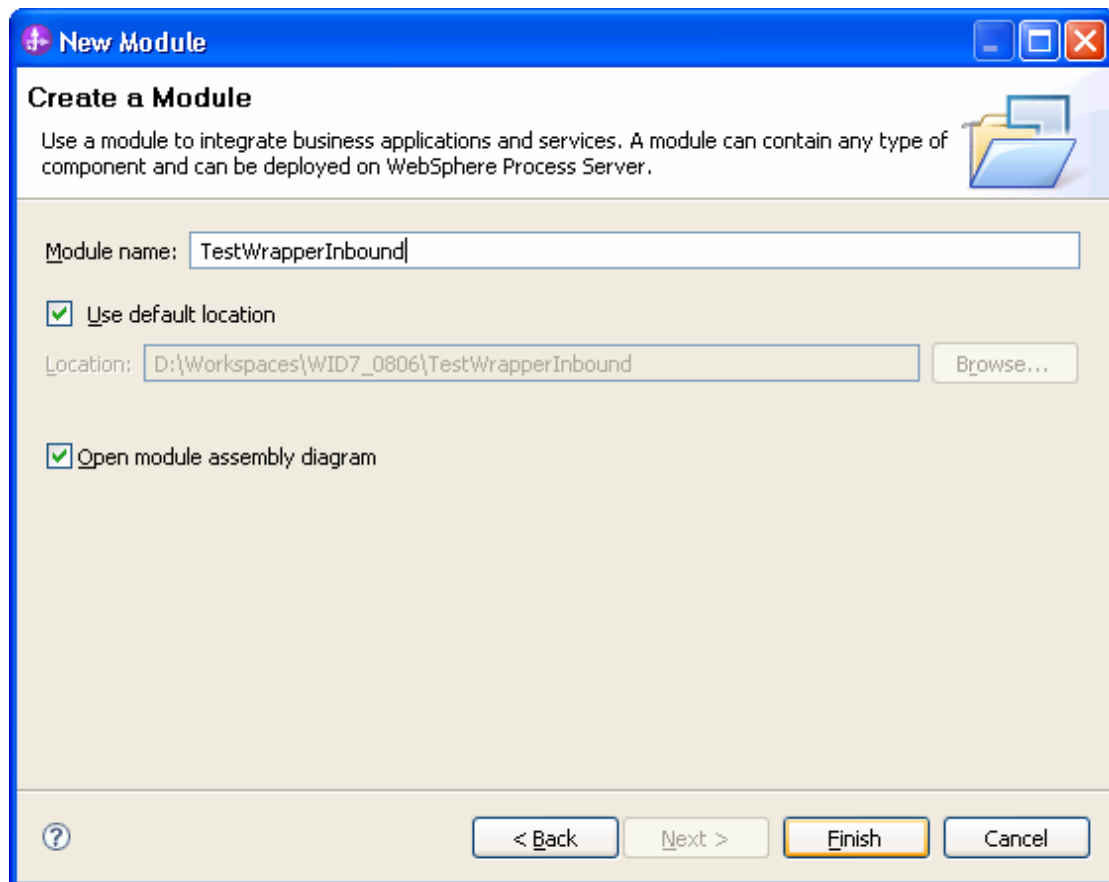 New Module
Create a Module
Use a module to integrate business applications and services. A module can contain any type of
component and can be deployed on WebSphere Process Server.
Module name: TestWrapperInbound
Use default location
Location: D:\Workspaces\WID7_0806\TestWrapperInbound Browse...
Open module assembly diagram
? < Back Next > Finish Cancel